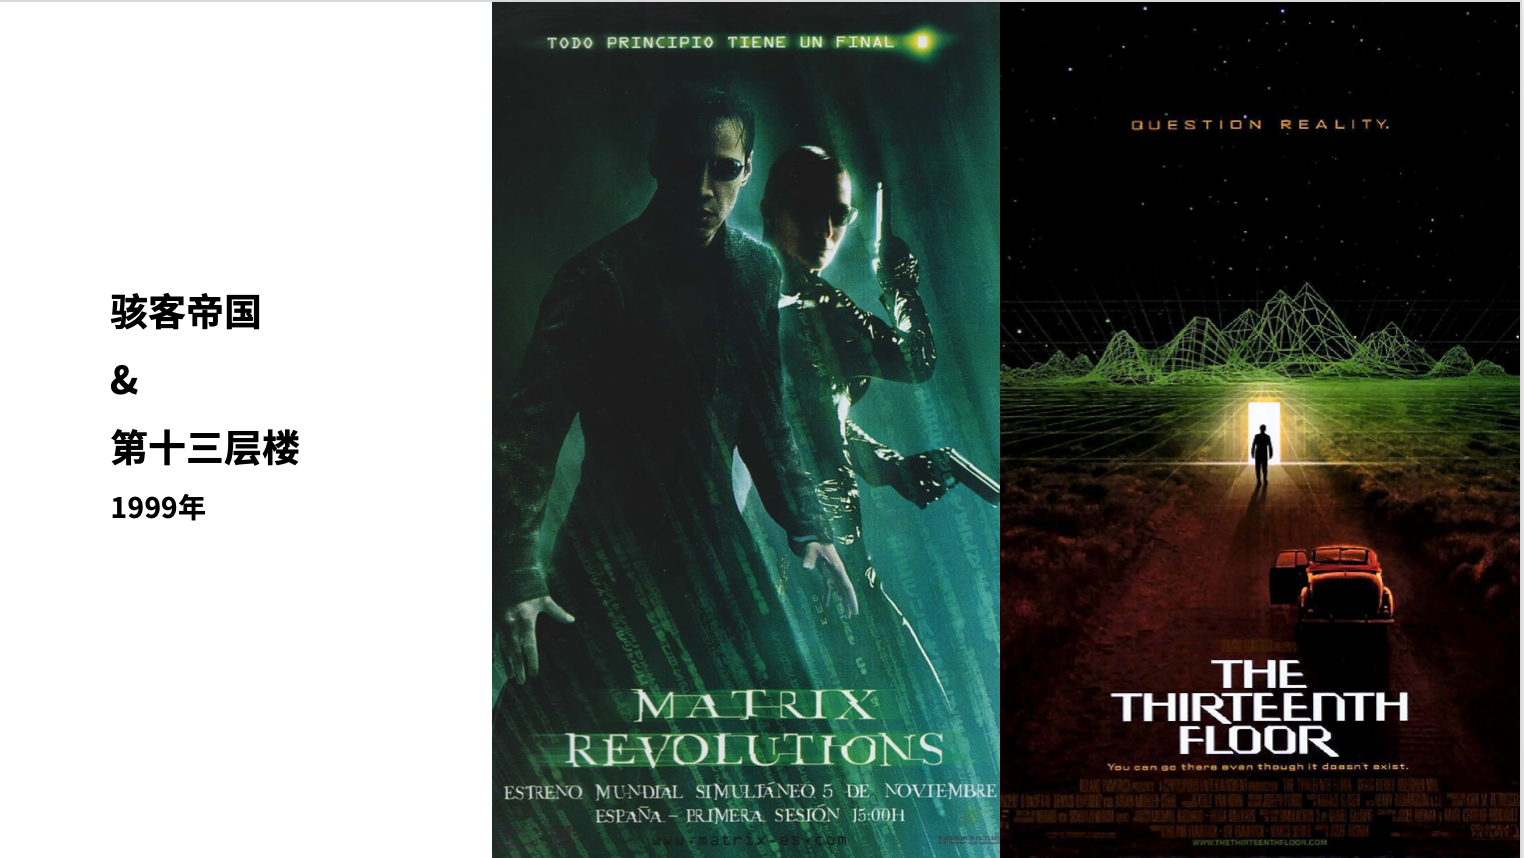 骇客帝国
&
第十三层楼
1999年
TODO PRINCIPIO TIENE UN FINAL
MATRIX
REVOLUTIONS
ESTRENO MUNDIAL SIMULTÁNEO 5 DE NOVIEMBRE
ESPAÑA - PRIMERA SESIÓN 15:00H
www.matrix-es.com
QUESTION REALITY.
THE
THIRTEENTH
FLOOR
You can go there even though it doesn't exist.
COLUMBIA
PICTURES
WWW.THETHIRTEENTHFLOOR.COM